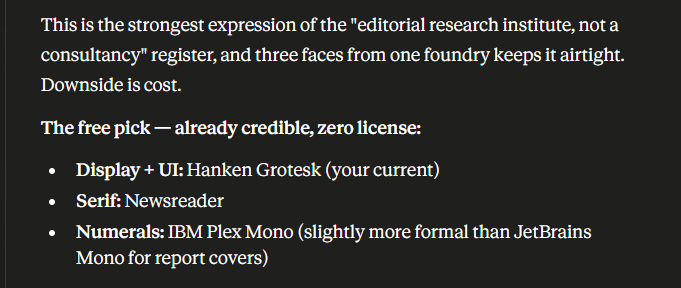 This is the strongest expression of the "editorial research institute, not a
consultancy" register, and three faces from one foundry keeps it airtight.
Downside is cost.
The free pick — already credible, zero license:
• Display + UI: Hanken Grotesk (your current)
• Serif: Newsreader
• Numerals: IBM Plex Mono (slightly more formal than JetBrains
Mono for report covers)